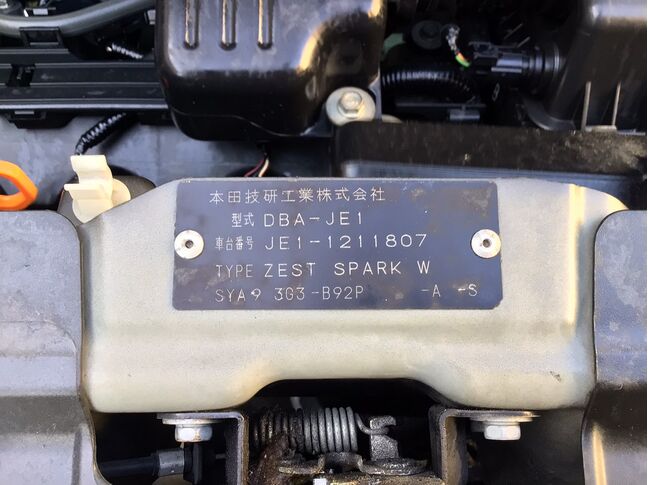 本田技研工業株式会社
型式 DBA-JE1
車台番号 JE1-1211807
TYPE ZEST SPARK W
SYA9 3G3-B92P -A -S